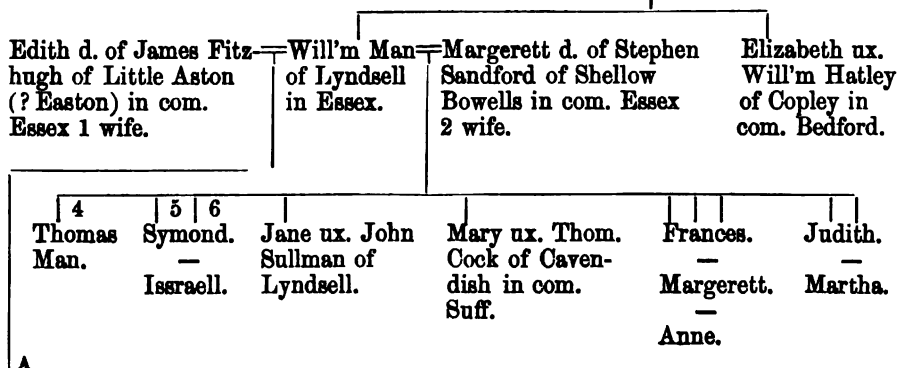 Edith d. of James Fitz-
hugh of Little Aston
(? Easton) in com.
Essex 1 wife.
Will'm Man
of Lyndsell
in Essex.
Margerett d. of Stephen
Sandford of Shellow
Bowells in com. Essex
2 wife.
Elizabeth ux.
Will'm Hatley
of Copley in
com. Bedford.
4
Thomas
Man.
5 6
Symond.
—
Issraell.
Jane ux. John
Sullman of
Lyndsell.
Mary ux. Thom.
Cock of Caven-
dish in com.
Suff.
Frances.
—
Margerett.
—
Anne.
Judith.
—
Martha.
A